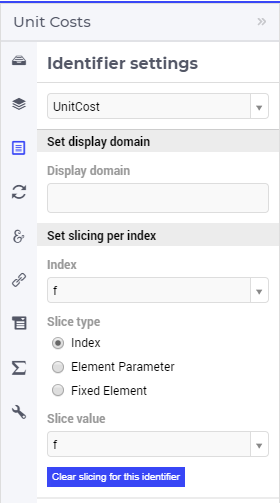 Unit Costs
Identifier settings
UnitCost
Set display domain
Display domain
Set slicing per index
Index
f
Slice type
Index
Element Parameter
Fixed Element
Slice value
f
Clear slicing for this identifier